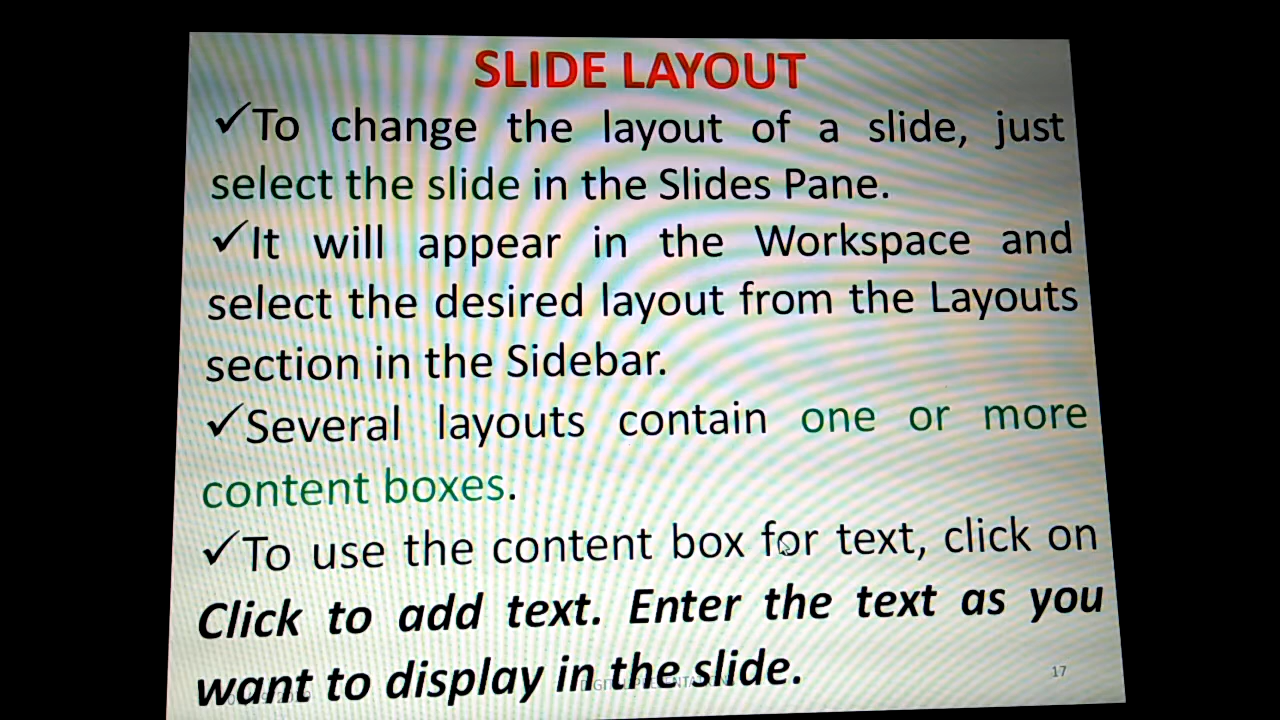 SLIDE LAYOUT
✓To change the layout of a slide, just
select the slide in the Slides Pane.
✓It will appear in the Workspace and
select the desired layout from the Layouts
section in the Sidebar.
✓Several layouts contain one or more
content boxes.
✓To use the content box for text, click on
Click to add text. Enter the text as you
want to display in the slide.
DIGITAL PRESENTATION
17